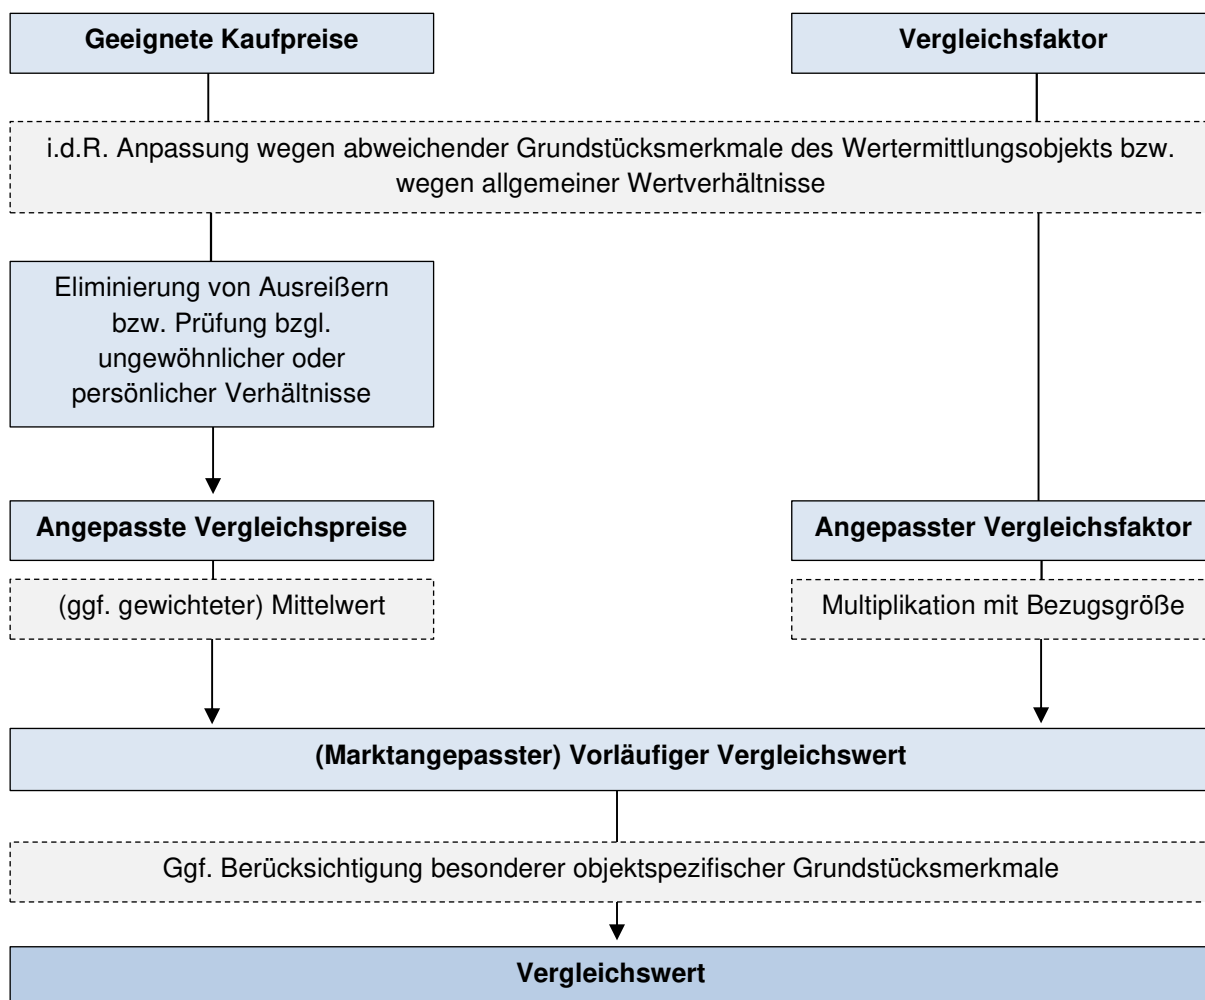 Geeignete Kaufpreise
Vergleichsfaktor
i.d.R. Anpassung wegen abweichender Grundstücksmerkmale des Wertermittlungsobjekts bzw.
wegen allgemeiner Wertverhältnisse
Eliminierung von Ausreißern
bzw. Prüfung bzgl.
ungewöhnlicher oder
persönlicher Verhältnisse
Angepasste Vergleichspreise
Angepasster Vergleichsfaktor
(ggf. gewichteter) Mittelwert
Multiplikation mit Bezugsgröße
(Marktangepasster) Vorläufiger Vergleichswert
Ggf. Berücksichtigung besonderer objektspezifischer Grundstücksmerkmale
Vergleichswert